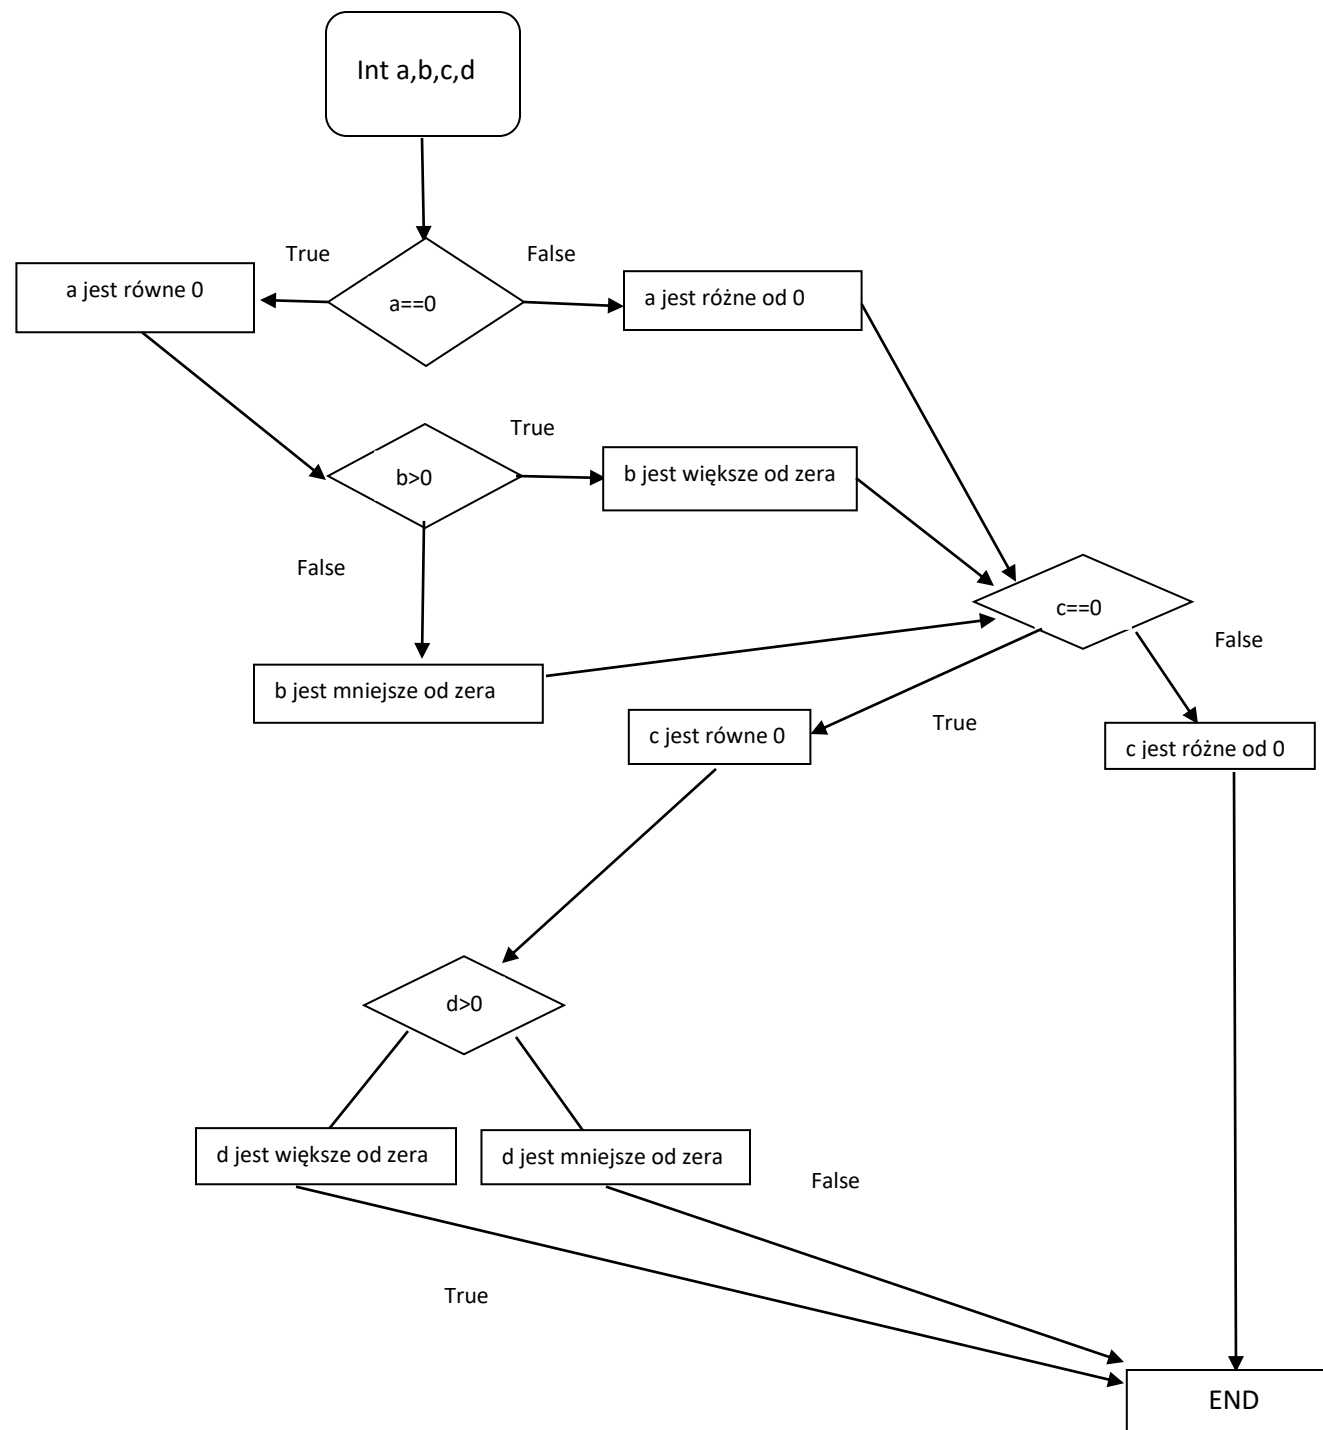 Int a,b,c,d
True
False
a jest równe 0
a==0
a jest różne od 0
True
b>0
b jest większe od zera
False
c==0
False
b jest mniejsze od zera
True
c jest równe 0
c jest różne od 0
d>0
d jest większe od zera
d jest mniejsze od zera
False
True
END